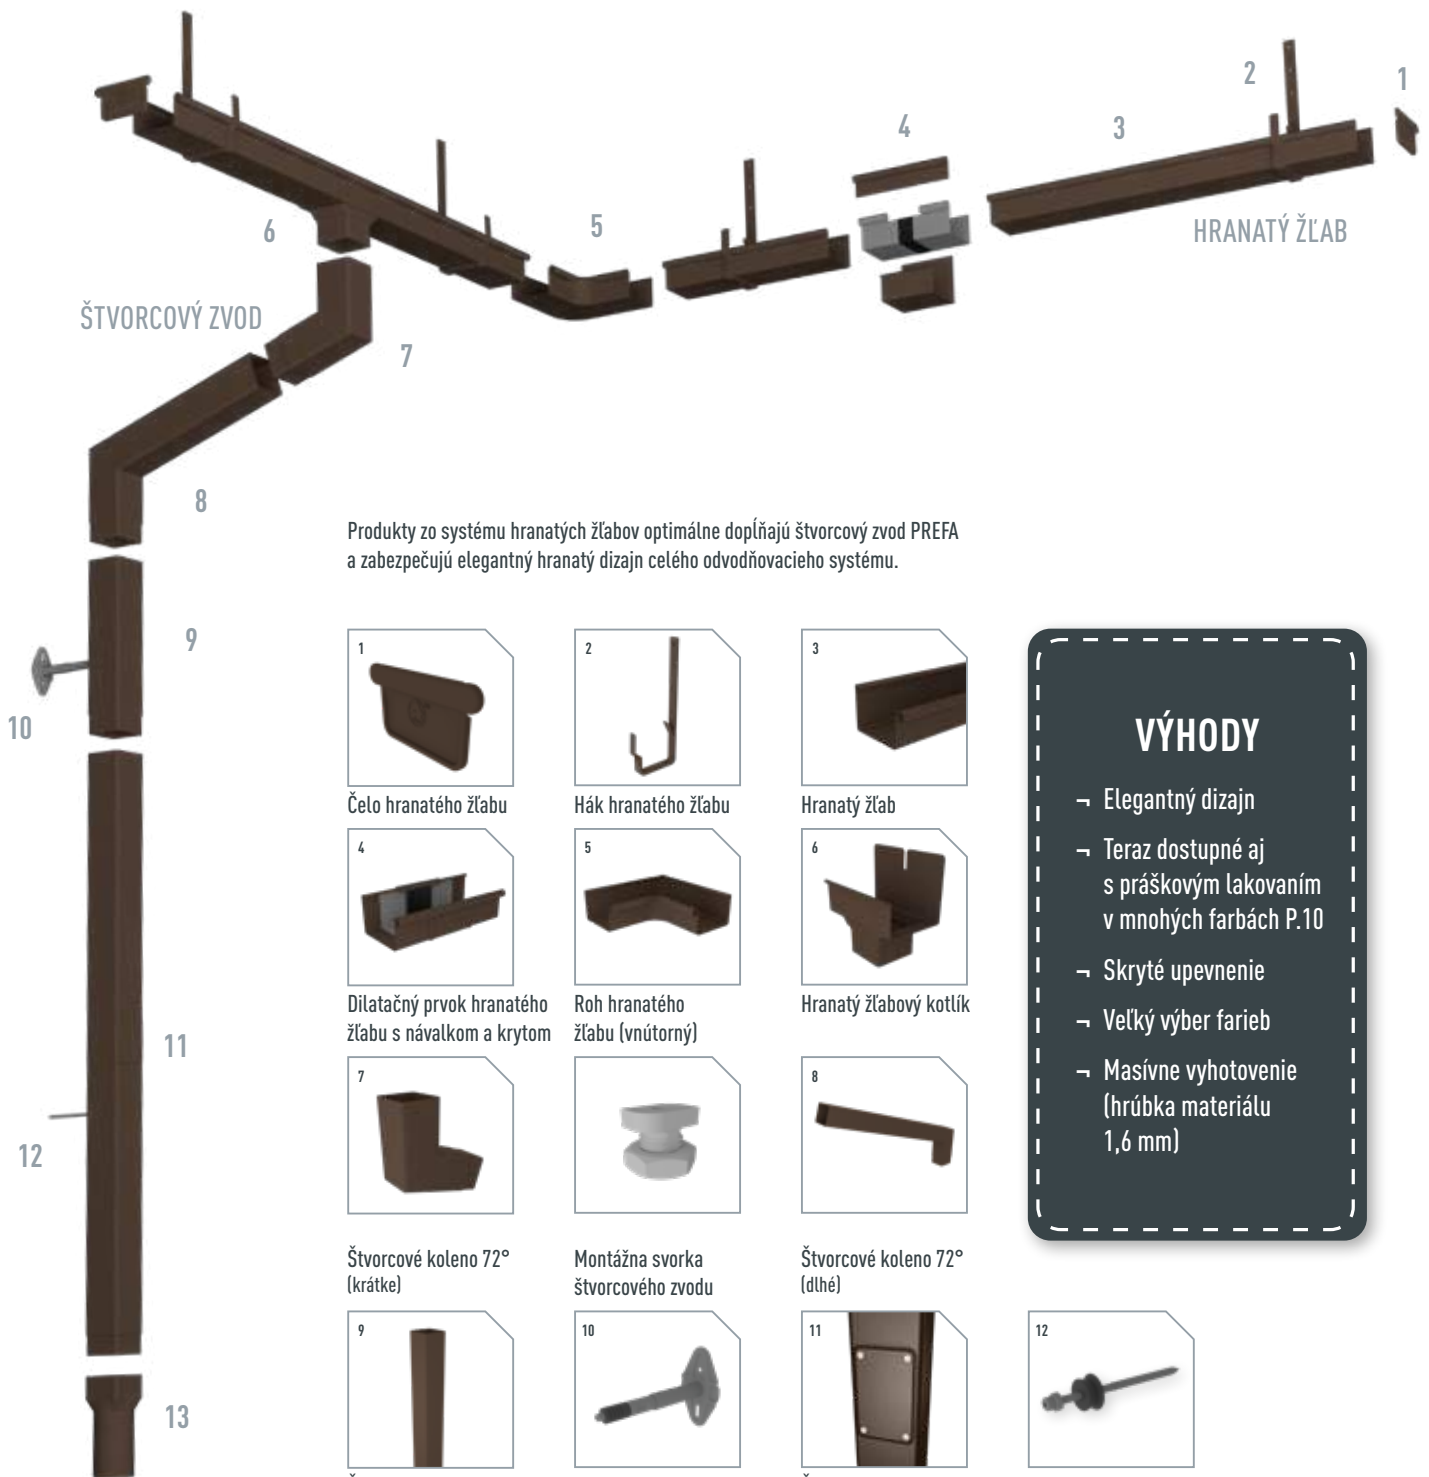 2
1
4
3
5
6
HRANATÝ ŽĽAB
ŠTVORCOVÝ ZVOD
7
8
Produkty zo systému hranatých žľabov optimálne dopĺňajú štvorcový zvod PREFA
a zabezpečujú elegantný hranatý dizajn celého odvodňovacieho systému.
9
10
11
12
13
1
Čelo hranatého žľabu
2
Hák hranatého žľabu
3
Hranatý žľab
4
Dilatačný prvok hranatého
žľabu s návalkom a krytom
5
Roh hranatého
žľabu (vnútorný)
6
Hranatý žľabový kotlík
7
Štvorcové koleno 72°
(krátke)
Montážna svorka
štvorcového zvodu
8
Štvorcové koleno 72°
(dlhé)
9
10
11
12
VÝHODY
¬ Elegantný dizajn
¬ Teraz dostupné aj
s práškovým lakovaním
v mnohých farbách P.10
¬ Skryté upevnenie
¬ Veľký výber farieb
¬ Masívne vyhotovenie
(hrúbka materiálu
1,6 mm)